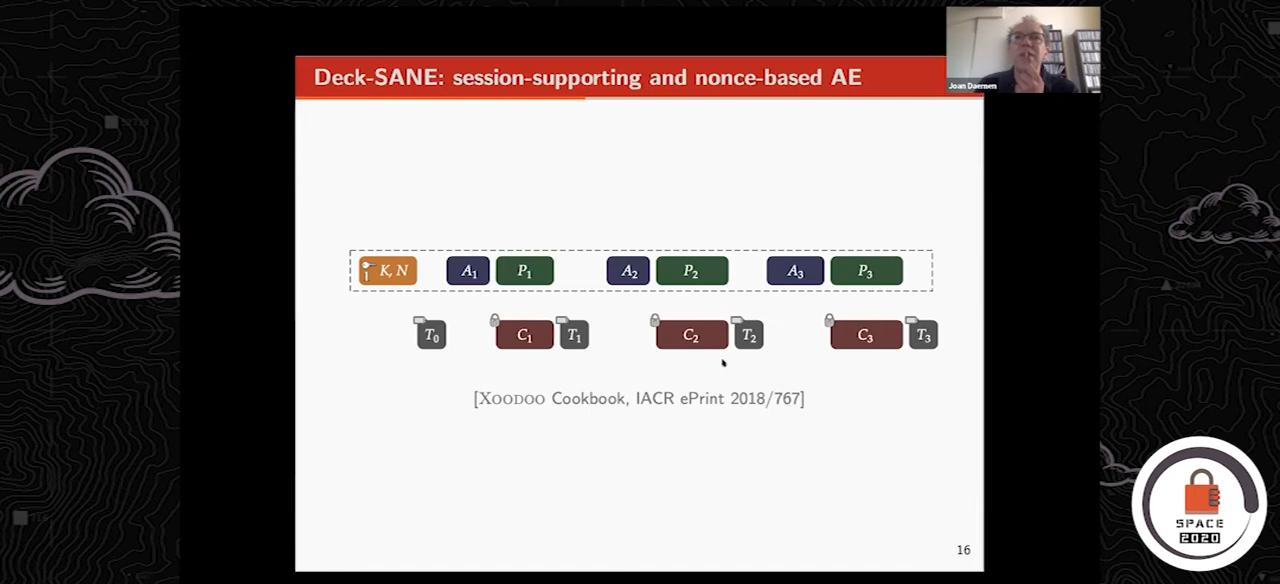 Deck-SANE: session-supporting and nonce-based AE
Joan Daemen
K, N A₁ P₁ A₂ P₂ A₃ P₃
T₀ C₁ T₁ C₂ T₂ C₃ T₃
[XOODOO Cookbook, IACR ePrint 2018/767]
16
SPACE
2020